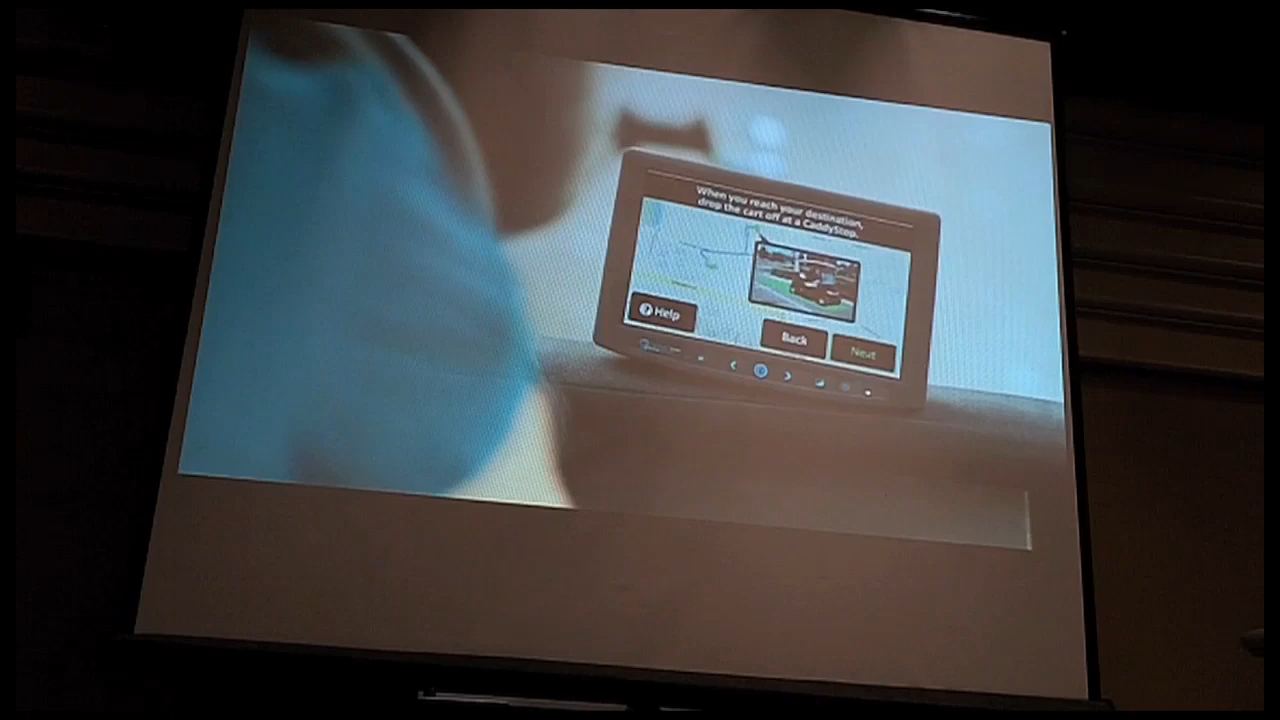 When you reach your destination,
drop the cart off at a CaddyStop.
Help
Back
Next